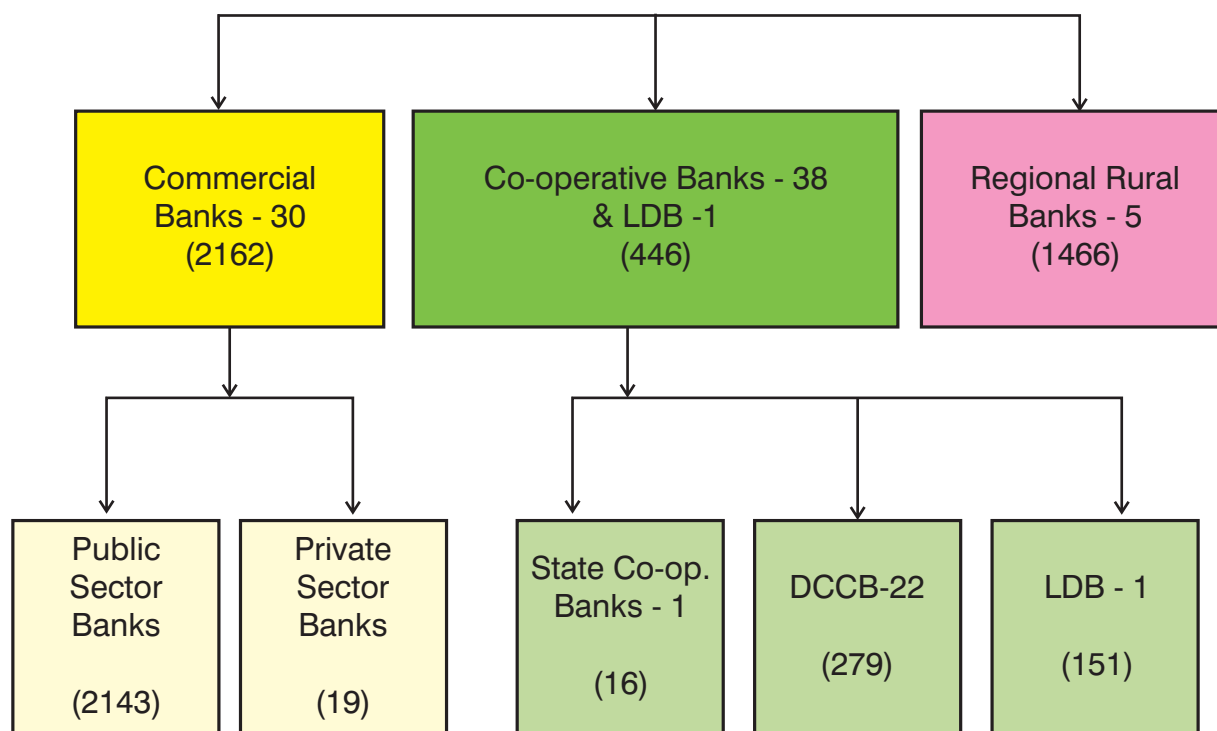 Commercial
Banks - 30
(2162)
Co-operative Banks - 38
& LDB -1
(446)
Regional Rural
Banks - 5
(1466)
Public
Sector
Banks
(2143)
Private
Sector
Banks
(19)
State Co-op.
Banks - 1
(16)
DCCB-22
(279)
LDB - 1
(151)